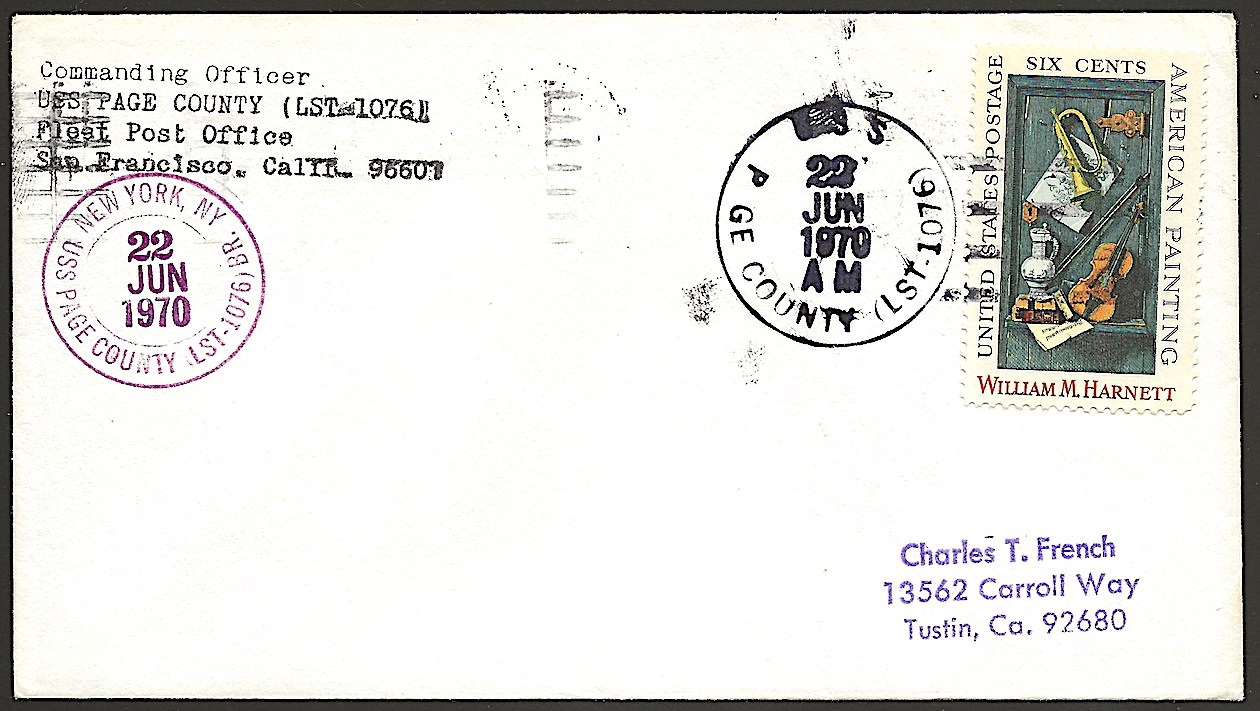 Commanding Officer
USS PAGE COUNTY (LST-1076)
Fleet Post Office
San Francisco, Calif. 96601
NEW YORK, NY
USS PAGE COUNTY (LST-1076) BR.
22
JUN
1970
USS
P GE COUNTY (LST-1076)
22
JUN
1970
AM
SIX CENTS
UNITED STATES POSTAGE
AMERICAN PAINTING
WILLIAM M. HARNETT
Charles T. French
13562 Carroll Way
Tustin, Ca. 92680